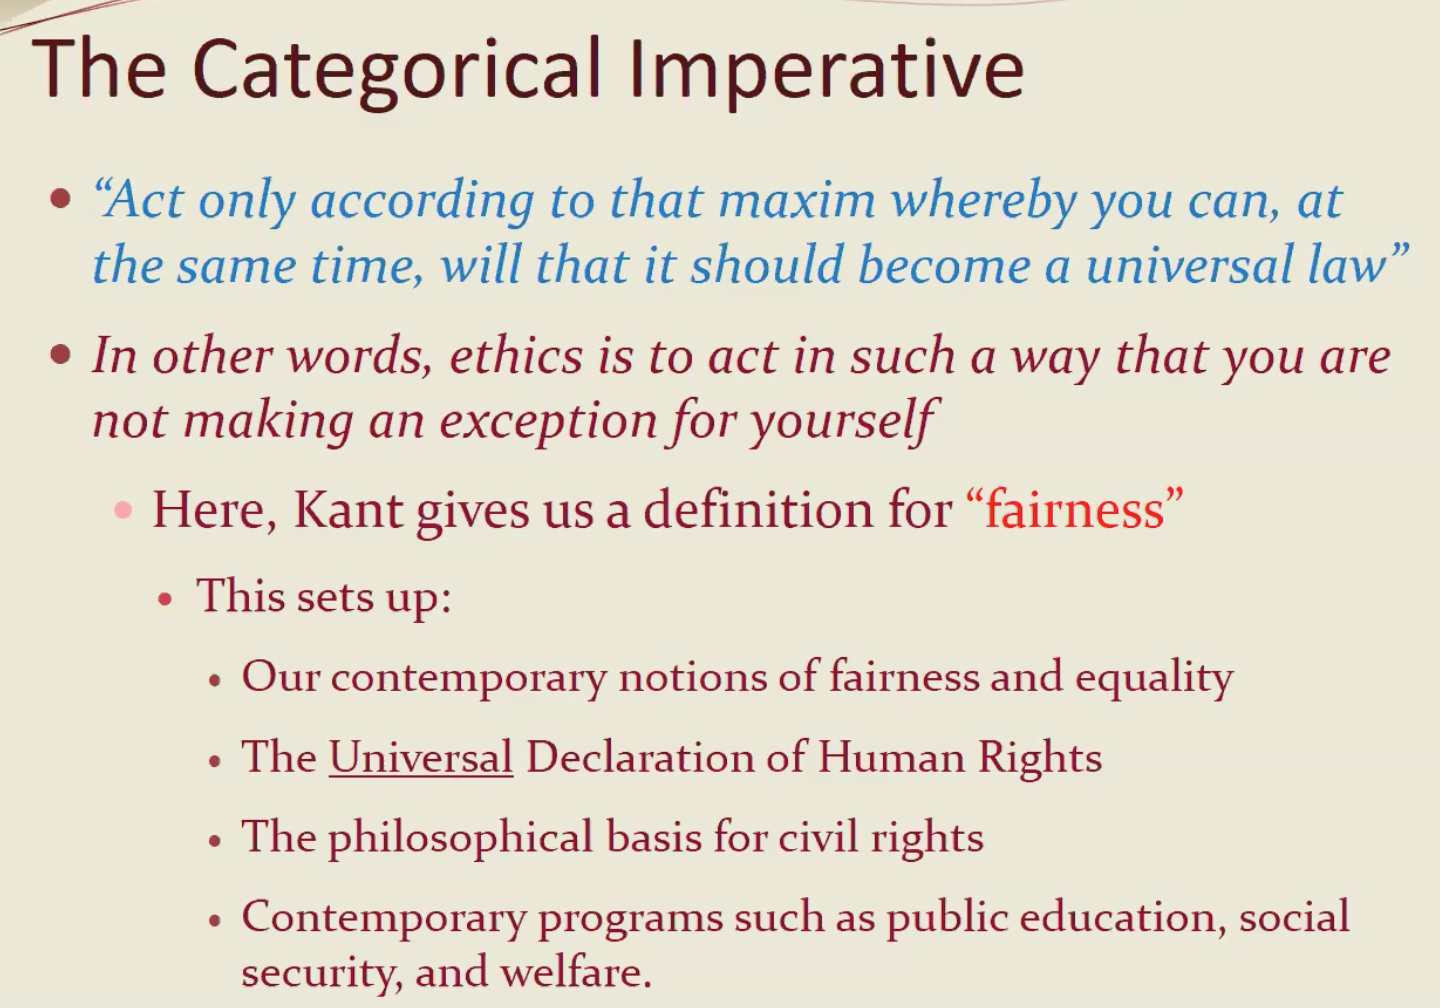 The Categorical Imperative
• “Act only according to that maxim whereby you can, at
the same time, will that it should become a universal law”
• In other words, ethics is to act in such a way that you are
not making an exception for yourself
• Here, Kant gives us a definition for “fairness”
• This sets up:
• Our contemporary notions of fairness and equality
• The Universal Declaration of Human Rights
• The philosophical basis for civil rights
• Contemporary programs such as public education, social
security, and welfare.